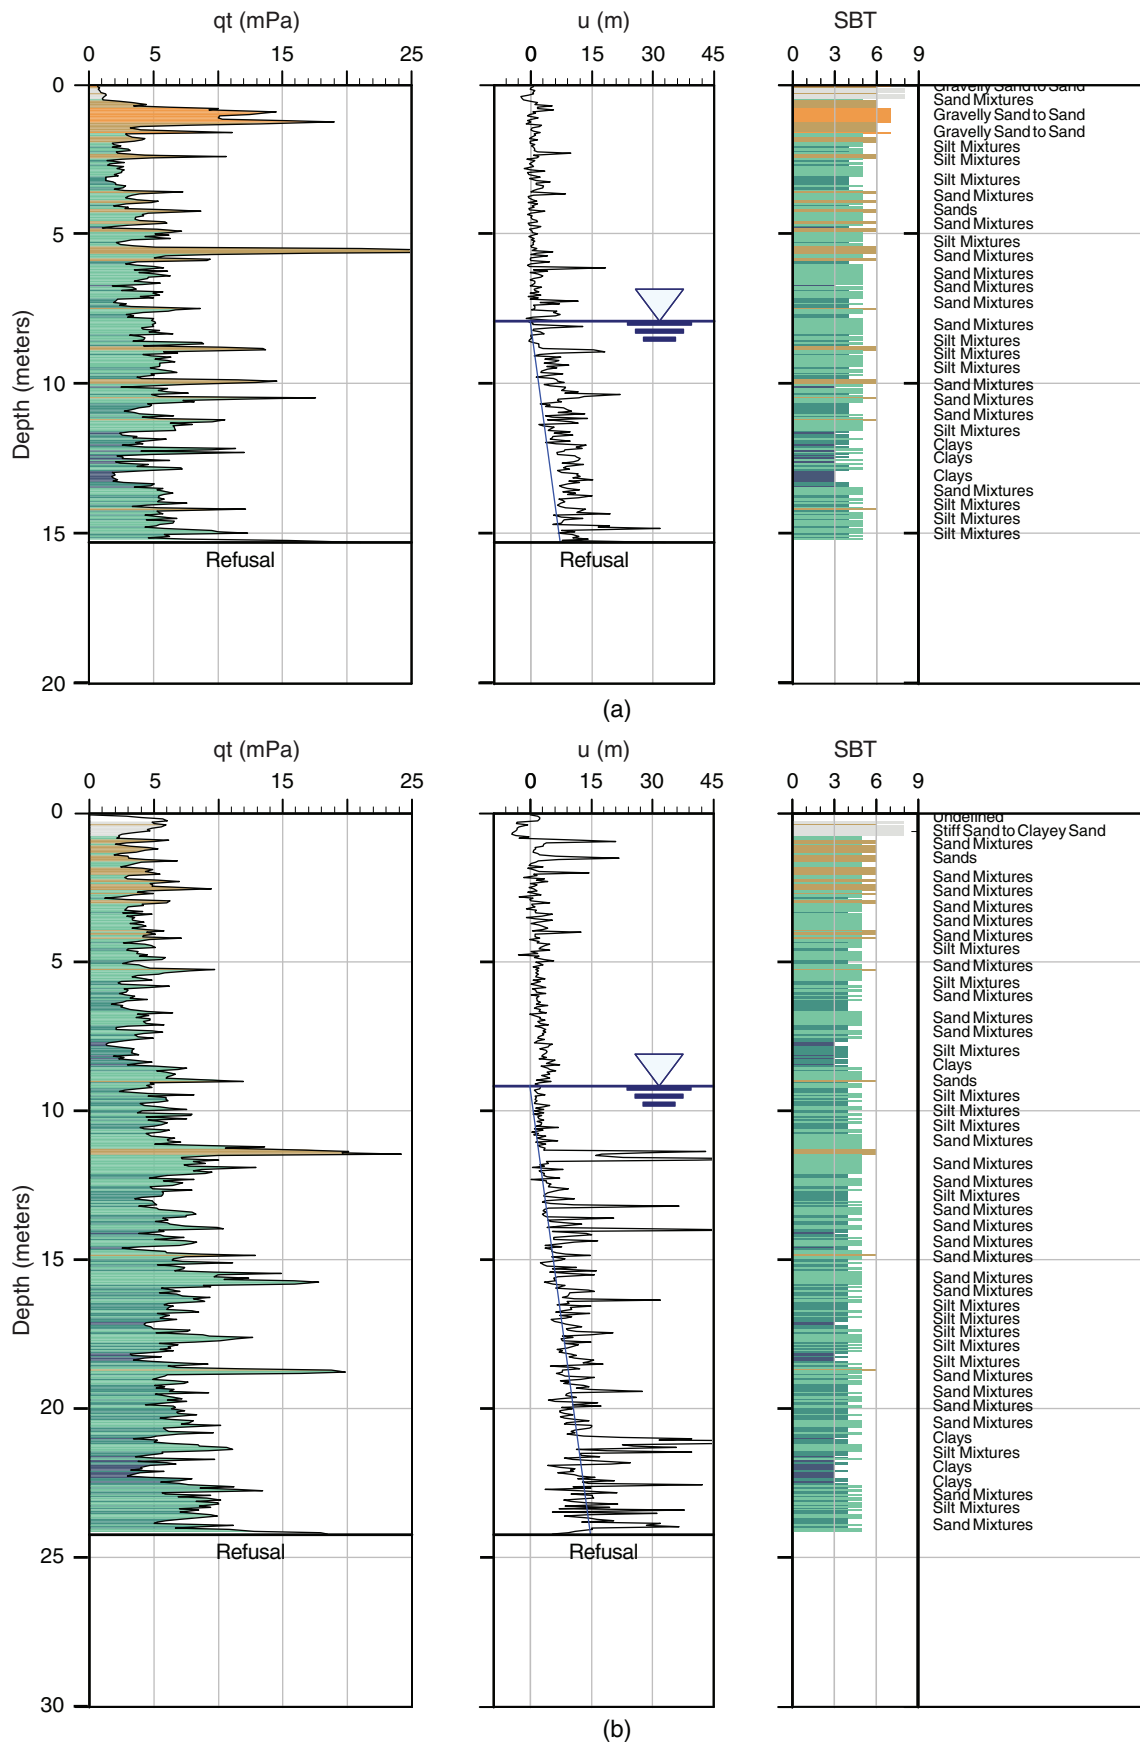 qt (mPa) u (m) SBT
0 5 15 25 0 15 30 45 0 3 6 9
0
5
10
15
20
Depth (meters)
Gravelly Sand to Sand
Sand Mixtures
Gravelly Sand to Sand
Gravelly Sand to Sand
Silt Mixtures
Silt Mixtures
Silt Mixtures
Sand Mixtures
Sands
Sand Mixtures
Silt Mixtures
Sand Mixtures
Sand Mixtures
Sand Mixtures
Sand Mixtures
Sand Mixtures
Silt Mixtures
Silt Mixtures
Silt Mixtures
Sand Mixtures
Sand Mixtures
Sand Mixtures
Silt Mixtures
Clays
Clays
Clays
Sand Mixtures
Silt Mixtures
Silt Mixtures
Silt Mixtures
Refusal Refusal
(a)
qt (mPa) u (m) SBT
0 5 15 25 0 15 30 45 0 3 6 9
0
5
10
15
20
25
30
Depth (meters)
Undefined
Stiff Sand to Clayey Sand
Sand Mixtures
Sands
Sand Mixtures
Sand Mixtures
Sand Mixtures
Sand Mixtures
Sand Mixtures
Silt Mixtures
Sand Mixtures
Silt Mixtures
Sand Mixtures
Sand Mixtures
Sand Mixtures
Silt Mixtures
Clays
Sands
Silt Mixtures
Silt Mixtures
Silt Mixtures
Sand Mixtures
Sand Mixtures
Sand Mixtures
Silt Mixtures
Sand Mixtures
Sand Mixtures
Sand Mixtures
Sand Mixtures
Sand Mixtures
Sand Mixtures
Silt Mixtures
Silt Mixtures
Silt Mixtures
Silt Mixtures
Silt Mixtures
Sand Mixtures
Sand Mixtures
Sand Mixtures
Sand Mixtures
Clays
Silt Mixtures
Clays
Clays
Sand Mixtures
Silt Mixtures
Sand Mixtures
Refusal Refusal
(b)